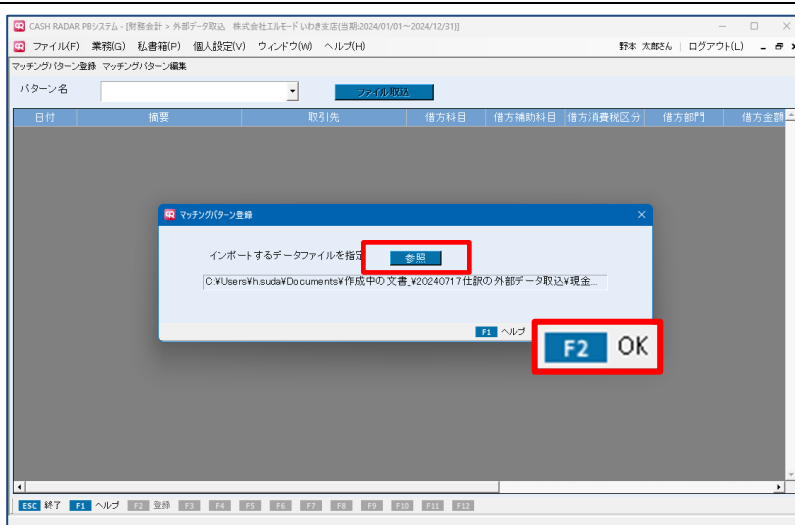 CASH RADAR PBシステム - [財務会計 > 外部データ取込　株式会社エルモード いわき支店(当期:2024/01/01～2024/12/31)]
ファイル(F) 業務(G) 私書箱(P) 個人設定(V) ウィンドウ(W) ヘルプ(H) 野本 太郎さん | ログアウト(L)
マッチングパターン登録 マッチングパターン編集
パターン名 ファイル取込
日付 摘要 取引先 借方科目 借方補助科目 借方消費税区分 借方部門 借方金額
マッチングパターン登録
インポートするデータファイルを指定 参照
C:¥Users¥h.suda¥Documents¥作成中の文書_¥20240717仕訳の外部データ取込¥現金...
F1 ヘルプ
F2 OK
ESC 終了 F1 ヘルプ F2 登録 F3 F4 F5 F6 F7 F8 F9 F10 F11 F12